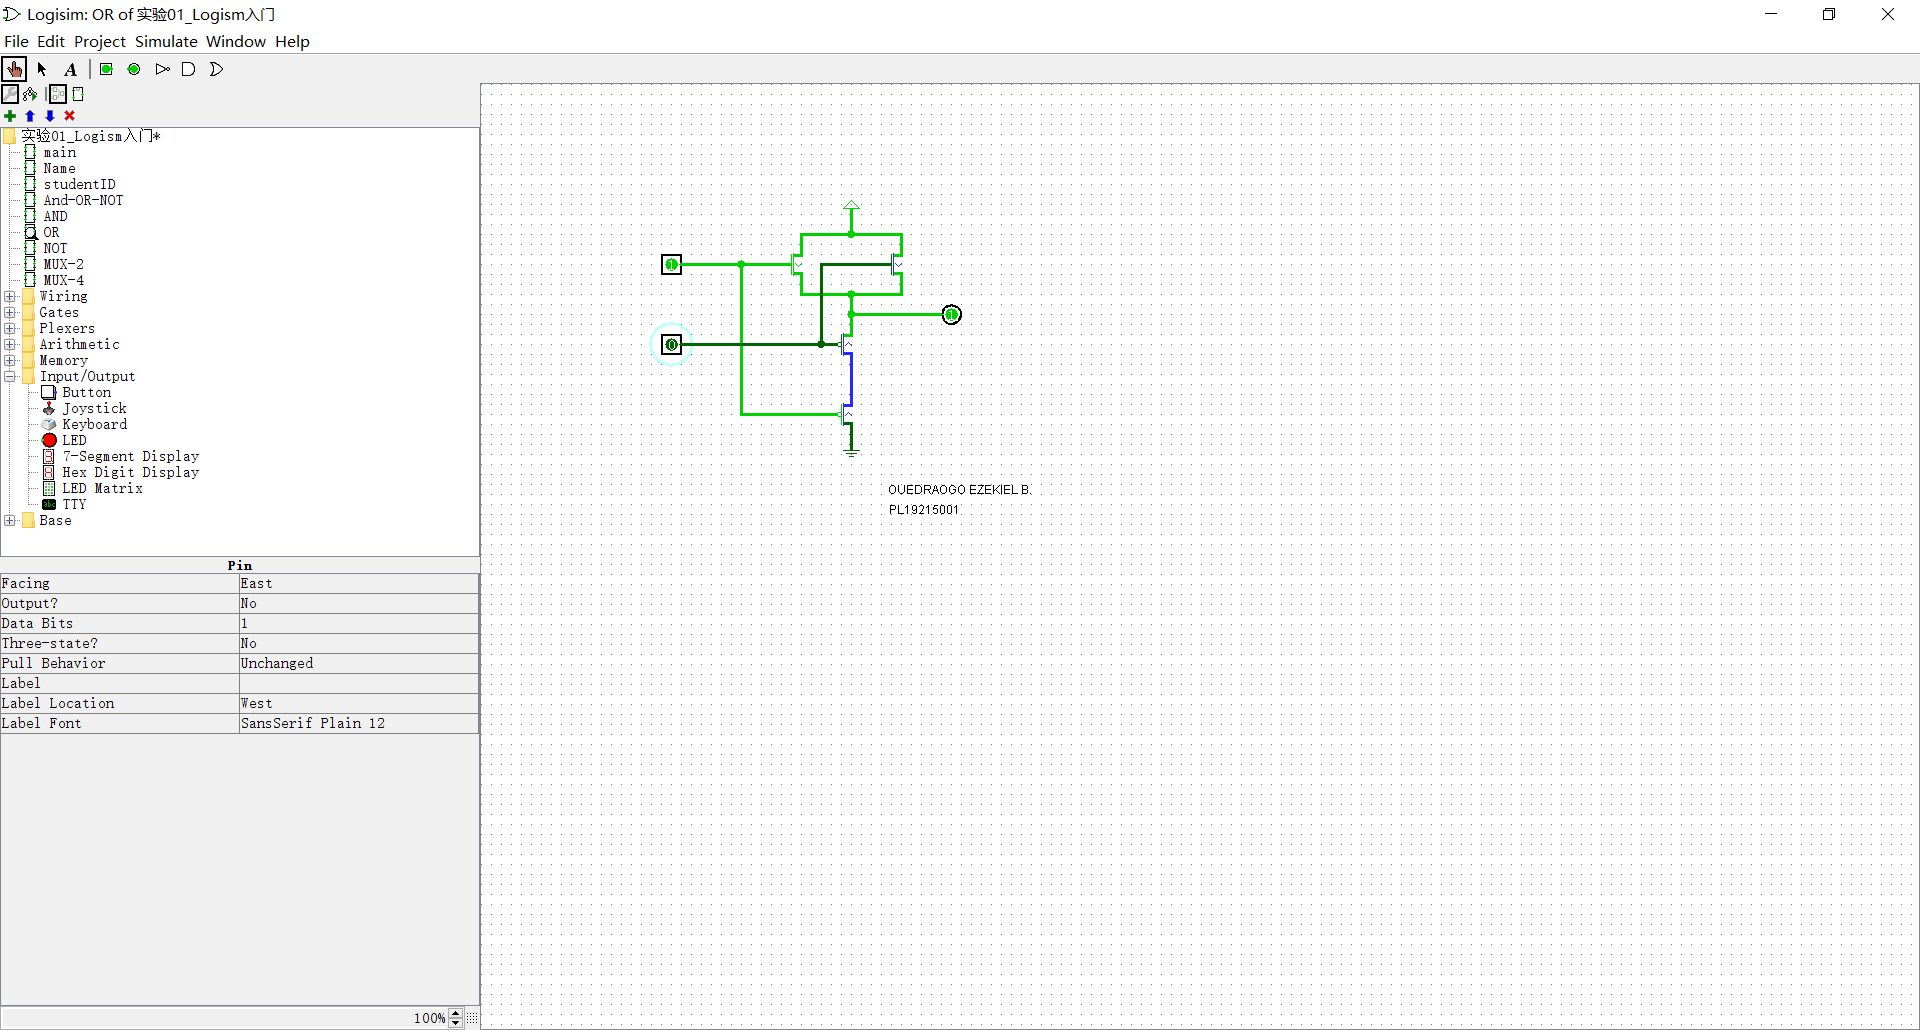 Logisim: OR of 实验01_Logism入门
File Edit Project Simulate Window Help
A
实验01_Logism入门*
main
Name
studentID
And-OR-NOT
AND
OR
NOT
MUX-2
MUX-4
Wiring
Gates
Plexers
Arithmetic
Memory
Input/Output
Button
Joystick
Keyboard
LED
7-Segment Display
Hex Digit Display
LED Matrix
TTY
Base
Pin
Facing East
Output? No
Data Bits 1
Three-state? No
Pull Behavior Unchanged
Label
Label Location West
Label Font SansSerif Plain 12
100%
1
1
0
OUEDRAOGO EZEKIEL B.
PL19215001